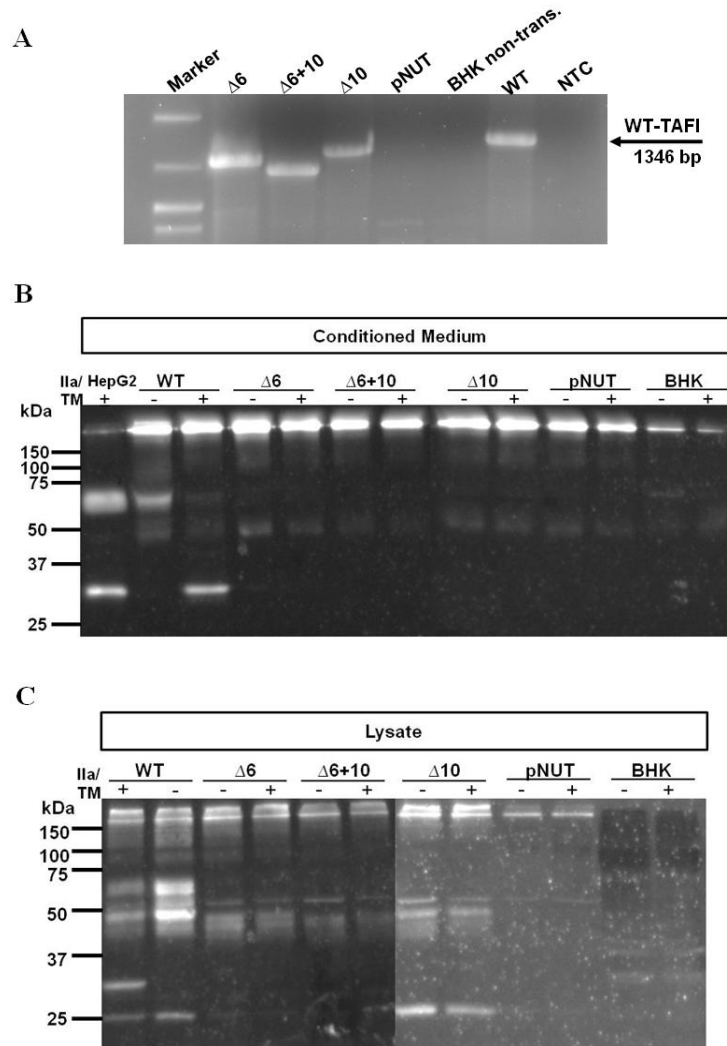 A
Marker Δ6 Δ6+10 Δ10 pNUT BHK non-trans. WT NTC
WT-TAFI
1346 bp
B
Conditioned Medium
IIa/ HepG2 WT Δ6 Δ6+10 Δ10 pNUT BHK
TM + - + - + - + - + - + - +
kDa
150
100
75
50
37
25
C
Lysate
IIa/ WT Δ6 Δ6+10 Δ10 pNUT BHK
TM + - - + - + - + - + - +
kDa
150
100
75
50
37
25